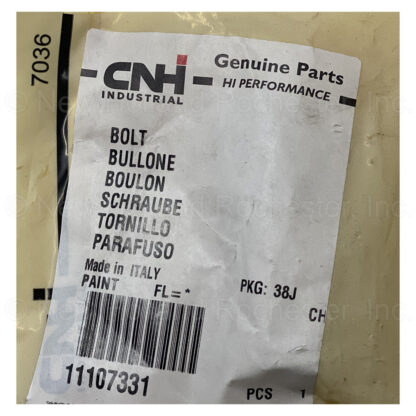 7036
CNH
INDUSTRIAL
Genuine Parts
HI PERFORMANCE
BOLT
BULLONE
BOULON
SCHRAUBE
TORNILLO
PARAFUSO
Made in ITALY
PAINT FL=* PKG: 38J
CH
CNH
11107331
PCS 1